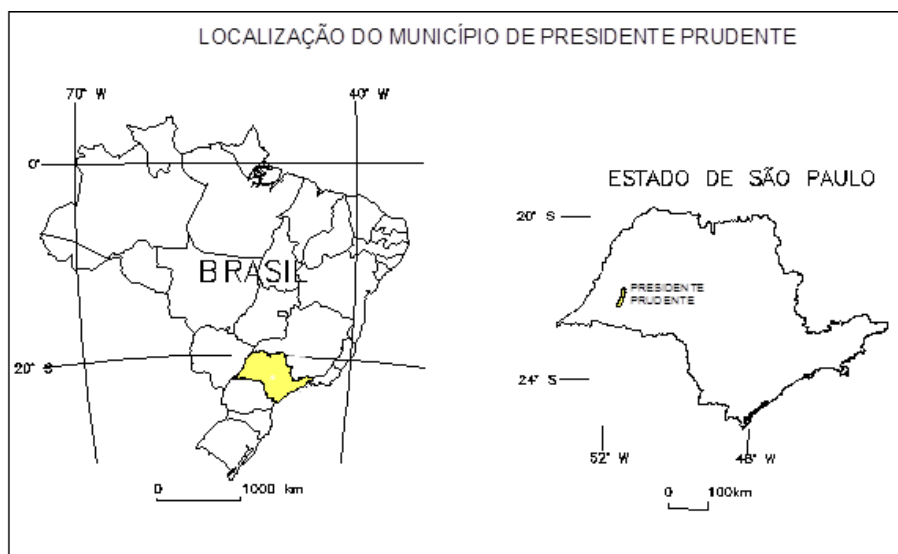 LOCALIZAÇÃO DO MUNICÍPIO DE PRESIDENTE PRUDENTE
70° W
40° W
0°
BRASIL
20° S
0 1000 km
ESTADO DE SÃO PAULO
20° S
PRESIDENTE
PRUDENTE
24° S
52° W
48° W
0 100km